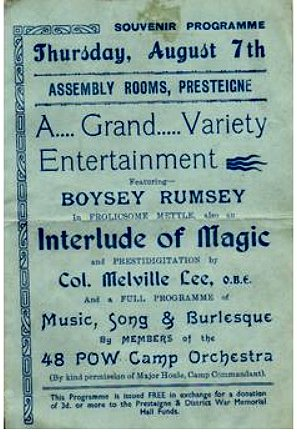 SOUVENIR PROGRAMME
Thursday, August 7th
ASSEMBLY ROOMS, PRESTEIGNE
A.... Grand.....Variety
Entertainment
Featuring—
BOYSEY RUMSEY
In FROLICSOME METTLE, also an
Interlude of Magic
and PRESTIDIGITATION by
Col. Melville Lee, O.B.E.
And a FULL PROGRAMME of
Music, Song & Burlesque
By MEMBERS of the
48 POW Camp Orchestra
(By kind permission of Major Hoale, Camp Commandant).
This Programme is issued FREE in exchange for a donation
of 3d. or more to the Presteigne & District War Memorial
Hall Funds.